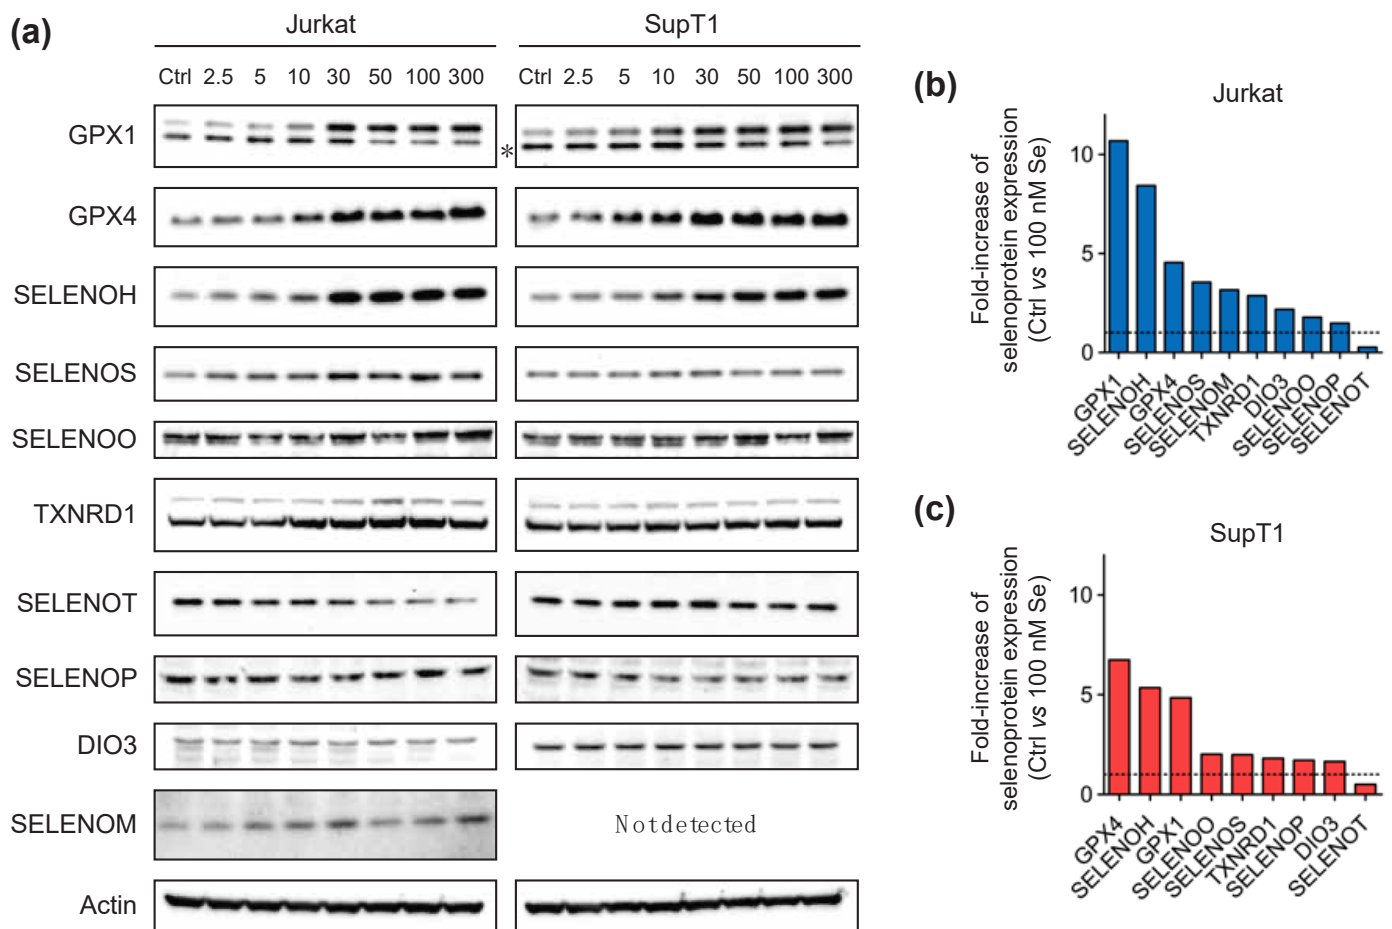 (a)
Jurkat
SupT1
Ctrl 2.5 5 10 30 50 100 300
Ctrl 2.5 5 10 30 50 100 300
GPX1
*
GPX4
SELENOH
SELENOS
SELENOO
TXNRD1
SELENOT
SELENOP
DIO3
SELENOM
Notdetected
Actin
(b)
Jurkat
Fold-increase of
selenoprotein expression
(Ctrl vs 100 nM Se)
10
5
0
GPX1
SELENOH
GPX4
SELENOS
SELENOM
TXNRD1
DIO3
SELENOO
SELENOP
SELENOT
(c)
SupT1
Fold-increase of
selenoprotein expression
(Ctrl vs 100 nM Se)
10
5
0
GPX4
SELENOH
GPX1
SELENOO
SELENOS
TXNRD1
SELENOP
DIO3
SELENOT